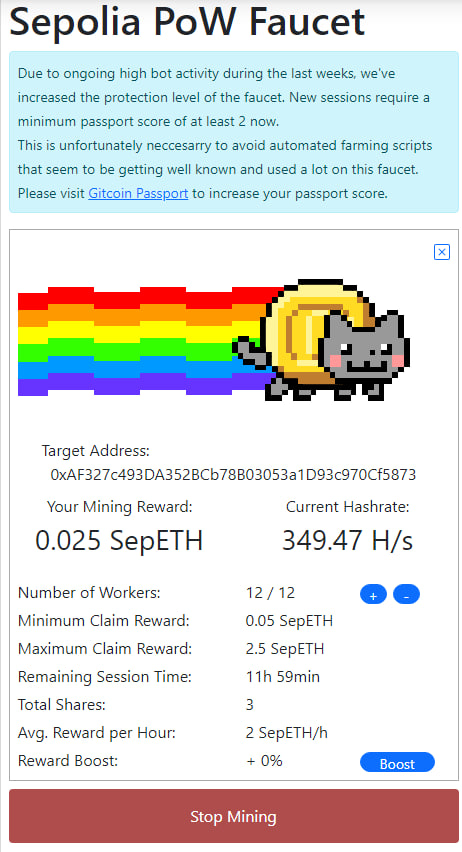 Sepolia PoW Faucet
Due to ongoing high bot activity during the last weeks, we've
increased the protection level of the faucet. New sessions require a
minimum passport score of at least 2 now.
This is unfortunately neccesarry to avoid automated farming scripts
that seem to be getting well known and used a lot on this faucet.
Please visit Gitcoin Passport to increase your passport score.
Target Address:
0xAF327c493DA352BCb78B03053a1D93c970Cf5873
Your Mining Reward: Current Hashrate:
0.025 SepETH 349.47 H/s
Number of Workers: 12 / 12 + -
Minimum Claim Reward: 0.05 SepETH
Maximum Claim Reward: 2.5 SepETH
Remaining Session Time: 11h 59min
Total Shares: 3
Avg. Reward per Hour: 2 SepETH/h
Reward Boost: + 0% Boost
Stop Mining